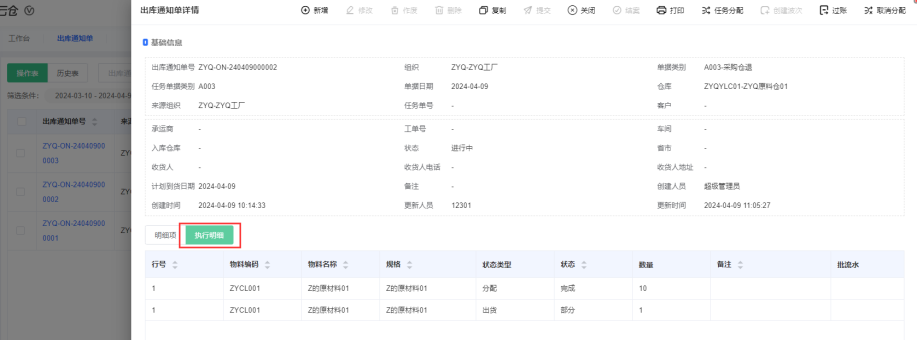 云仓
工作台 出库通知单
操作表 历史表 出库通
筛选条件： 2024-03-10 - 2024-04-9
出库通知单号 来源
ZYQ-ON-24040900
0003 ZY
ZYQ-ON-24040900
0002 ZY
ZYQ-ON-24040900
0001 ZY
出库通知单详情 新增 修改 作废 删除 复制 提交 关闭 结案 打印 任务分配 创建波次 过账 取消分配
基础信息
出库通知单号 ZYQ-ON-240409000002 组织 ZYQ-ZYQ工厂 单据类别 A003-采购仓退
任务单据类别 A003 单据日期 2024-04-09 仓库 ZYQYLC01-ZYQ原料仓01
来源组织 ZYQ-ZYQ工厂 任务单号 - 客户 -
承运商 - 工单号 - 车间 -
入库仓库 - 状态 进行中 省市 -
收货人 - 收货人电话 - 收货人地址 -
计划到货日期 2024-04-09 备注 - 创建人员 超级管理员
创建时间 2024-04-09 10:14:33 更新人员 12301 更新时间 2024-04-09 11:05:27
明细项 执行明细
行号 物料编码 物料名称 规格 状态类型 状态 数量 备注 批流水
1 ZYCL001 Z的原材料01 Z的原材料01 分配 完成 10
1 ZYCL001 Z的原材料01 Z的原材料01 出货 部分 1